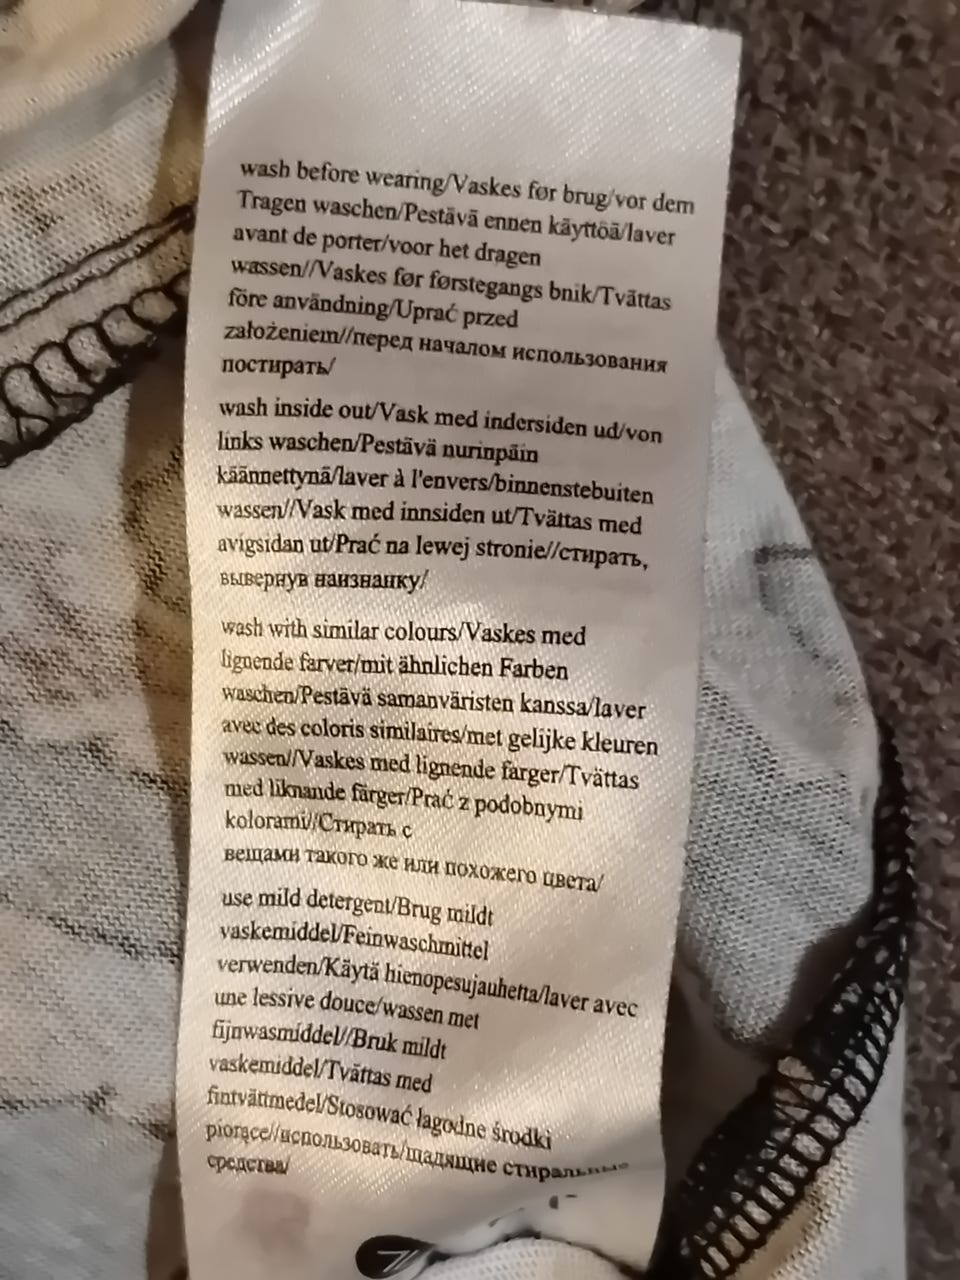 wash before wearing/Vaskes før brug/vor dem
Tragen waschen/Pestävä ennen käyttöä/laver
avant de porter/voor het dragen
wassen//Vaskes før førstegangs bnik/Tvättas
före användning/Uprać przed
założeniem//перед началом использования
постирать/
wash inside out/Vask med indersiden ud/von
links waschen/Pestävä nurinpäin
käännettynä/laver à l'envers/binnenstebuiten
wassen//Vask med innsiden ut/Tvättas med
avigsidan ut/Prać na lewej stronie//стирать,
вывернув наизнанку/
wash with similar colours/Vaskes med
lignende farver/mit ähnlichen Farben
waschen/Pestävä samanväristen kanssa/laver
avec des coloris similaires/met gelijke kleuren
wassen//Vaskes med lignende farger/Tvättas
med liknande färger/Prać z podobnymi
kolorami//Стирать с
вещами такого же или похожего цвета/
use mild detergent/Brug mildt
vaskemiddel/Feinwaschmittel
verwenden/Käytä hienopesujauhetta/laver avec
une lessive douce/wassen met
fijnwasmiddel//Bruk mildt
vaskemiddel/Tvättas med
fintvättmedel/Stosować łagodne środki
piorące//использовать/щадящие стиральные
средства/